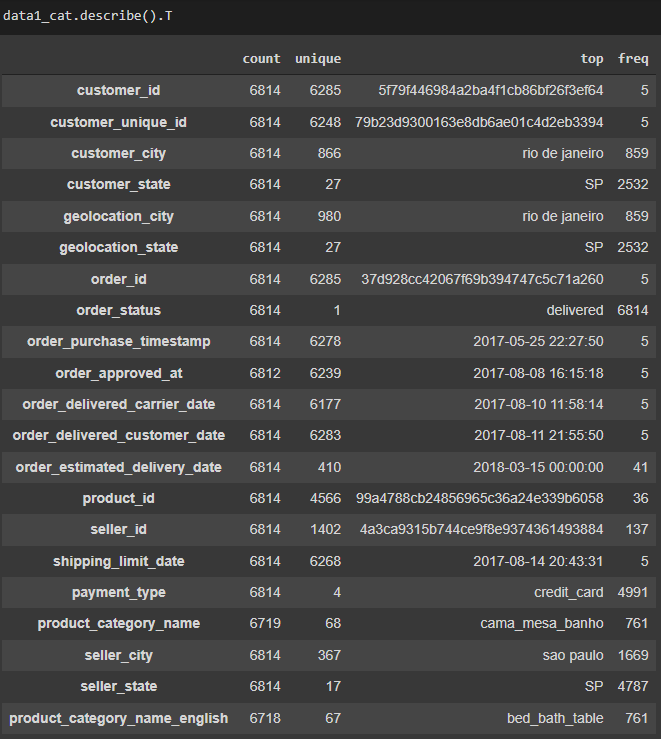 data1_cat.describe().T
count unique top freq
customer_id 6814 6285 5f79f446984a2ba4f1cb86bf26f3ef64 5
customer_unique_id 6814 6248 79b23d9300163e8db6ae01c4d2eb3394 5
customer_city 6814 866 rio de janeiro 859
customer_state 6814 27 SP 2532
geolocation_city 6814 980 rio de janeiro 859
geolocation_state 6814 27 SP 2532
order_id 6814 6285 37d928cc42067f69b394747c5c71a260 5
order_status 6814 1 delivered 6814
order_purchase_timestamp 6814 6278 2017-05-25 22:27:50 5
order_approved_at 6812 6239 2017-08-08 16:15:18 5
order_delivered_carrier_date 6814 6177 2017-08-10 11:58:14 5
order_delivered_customer_date 6814 6283 2017-08-11 21:55:50 5
order_estimated_delivery_date 6814 410 2018-03-15 00:00:00 41
product_id 6814 4566 99a4788cb24856965c36a24e339b6058 36
seller_id 6814 1402 4a3ca9315b744ce9f8e9374361493884 137
shipping_limit_date 6814 6268 2017-08-14 20:43:31 5
payment_type 6814 4 credit_card 4991
product_category_name 6719 68 cama_mesa_banho 761
seller_city 6814 367 sao paulo 1669
seller_state 6814 17 SP 4787
product_category_name_english 6718 67 bed_bath_table 761